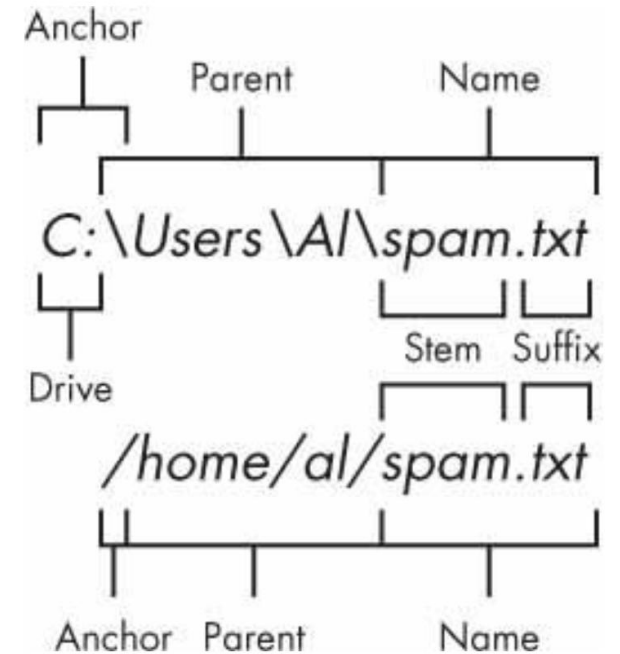 Anchor
Parent Name
C:\Users\Al\spam.txt
Stem Suffix
Drive
/home/al/spam.txt
Anchor Parent Name